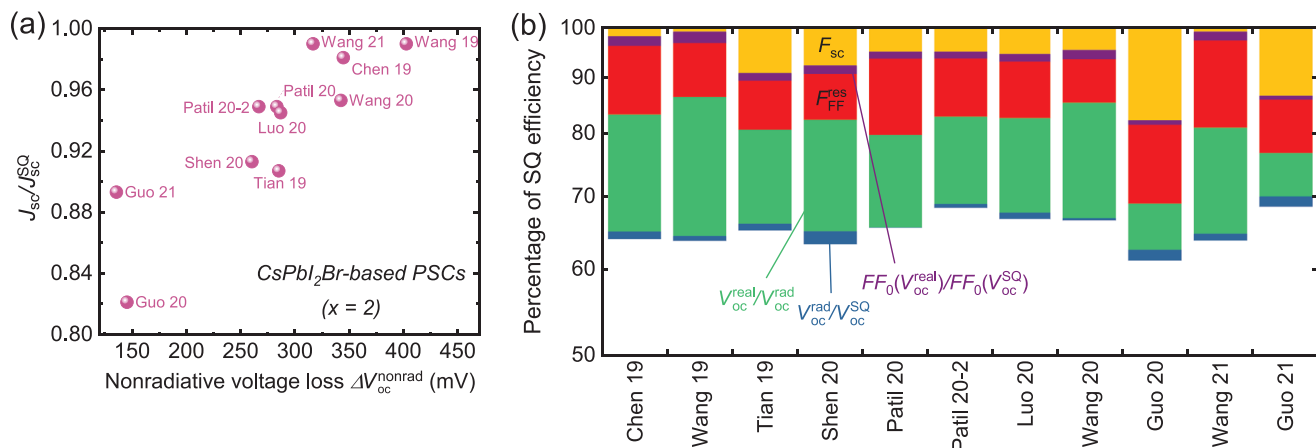 (a)
1.00
0.96
0.92
0.88
0.84
0.80
J_sc/J_sc^SQ
Wang 21
Wang 19
Chen 19
Patil 20
Patil 20-2
Wang 20
Luo 20
Shen 20
Tian 19
Guo 21
Guo 20
CsPbI₂Br-based PSCs
(x = 2)
150 200 250 300 350 400 450
Nonradiative voltage loss ΔV_oc^nonrad (mV)
(b)
100
90
80
70
60
50
Percentage of SQ efficiency
F_sc
F_FF^res
V_oc^real/V_oc^rad
V_oc^rad/V_oc^SQ
FF₀(V_oc^real)/FF₀(V_oc^SQ)
Chen 19
Wang 19
Tian 19
Shen 20
Patil 20
Patil 20-2
Luo 20
Wang 20
Guo 20
Wang 21
Guo 21